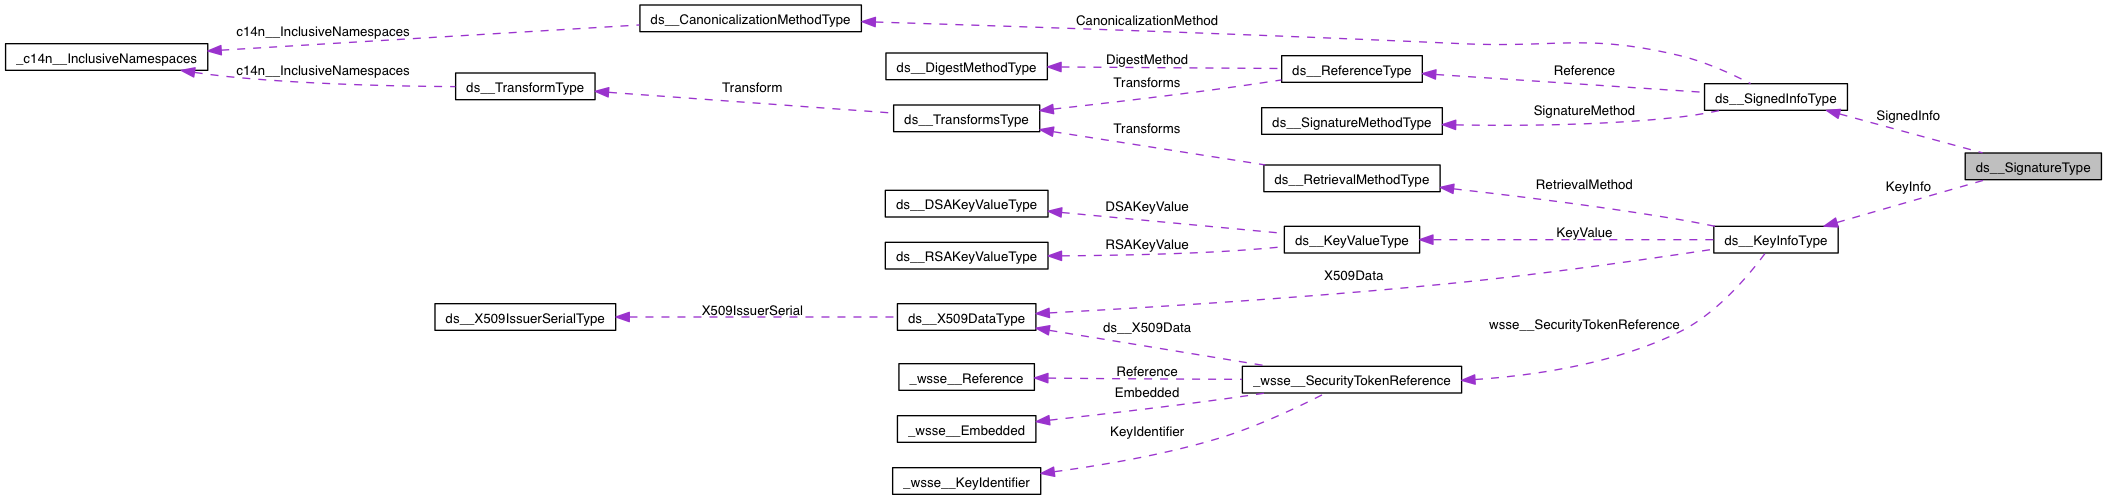 ds__CanonicalizationMethodType
CanonicalizationMethod
c14n__InclusiveNamespaces
_c14n__InclusiveNamespaces
c14n__InclusiveNamespaces
ds__DigestMethodType
DigestMethod
ds__ReferenceType
Reference
ds__TransformType
Transform
Transforms
ds__SignedInfoType
ds__TransformsType
ds__SignatureMethodType
SignatureMethod
SignedInfo
Transforms
ds__SignatureType
ds__RetrievalMethodType
RetrievalMethod
KeyInfo
ds__DSAKeyValueType
DSAKeyValue
KeyValue
ds__KeyValueType
ds__KeyInfoType
RSAKeyValue
ds__RSAKeyValueType
X509Data
ds__X509IssuerSerialType
X509IssuerSerial
ds__X509DataType
ds__X509Data
wsse__SecurityTokenReference
_wsse__Reference
Reference
_wsse__SecurityTokenReference
Embedded
_wsse__Embedded
KeyIdentifier
_wsse__KeyIdentifier